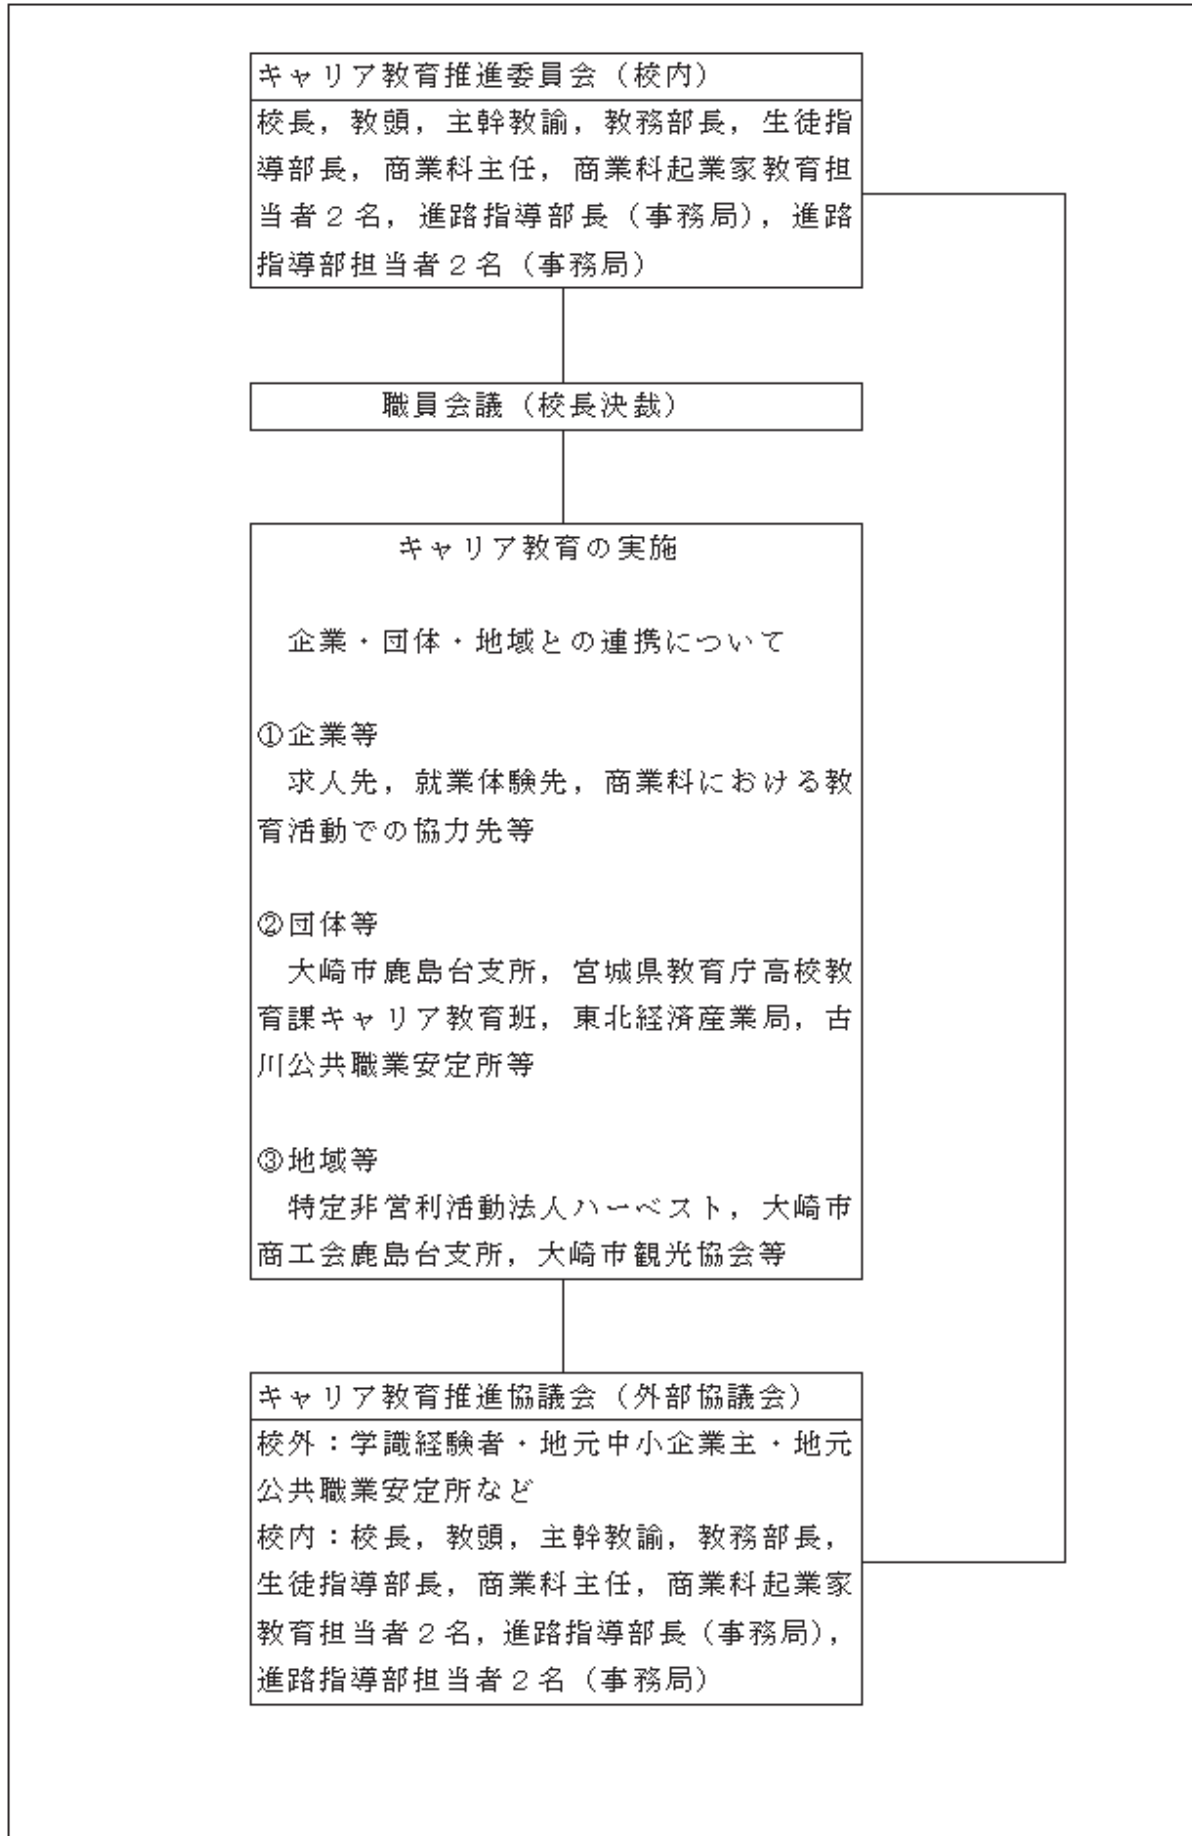 キャリア教育推進委員会（校内）
校長，教頭，主幹教諭，教務部長，生徒指
導部長，商業科主任，商業科起業家教育担
当者２名，進路指導部長（事務局），進路
指導部担当者２名（事務局）
職員会議（校長決裁）
キャリア教育の実施
企業・団体・地域との連携について
①企業等
求人先，就業体験先，商業科における教
育活動での協力先等
②団体等
大崎市鹿島台支所，宮城県教育庁高校教
育課キャリア教育班，東北経済産業局，古
川公共職業安定所等
③地域等
特定非営利活動法人ハーベスト，大崎市
商工会鹿島台支所，大崎市観光協会等
キャリア教育推進協議会（外部協議会）
校外：学識経験者・地元中小企業主・地元
公共職業安定所など
校内：校長，教頭，主幹教諭，教務部長，
生徒指導部長，商業科主任，商業科起業家
教育担当者２名，進路指導部長（事務局），
進路指導部担当者２名（事務局）